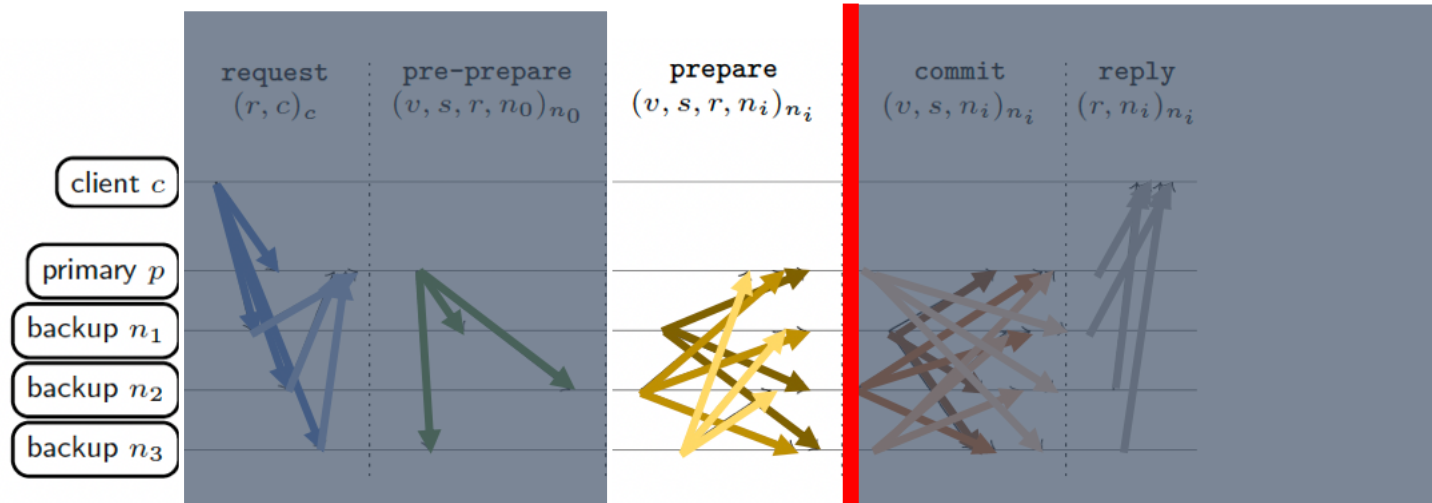 request pre-prepare prepare commit reply
(r, c)_c (v, s, r, n_0)_{n_0} (v, s, r, n_i)_{n_i} (v, s, n_i)_{n_i} (r, n_i)_{n_i}
client c
primary p
backup n_1
backup n_2
backup n_3